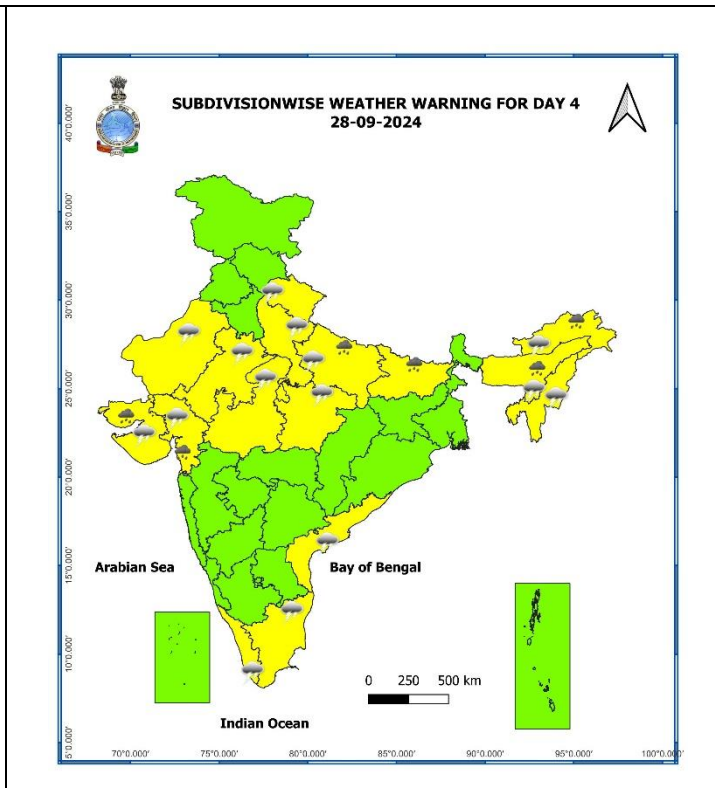 SUBDIVISIONWISE WEATHER WARNING FOR DAY 4
28-09-2024
40°0.000'
35°0.000'
30°0.000'
25°0.000'
20°0.000'
15°0.000'
10°0.000'
5°0.000'
Arabian Sea
Bay of Bengal
0 250 500 km
Indian Ocean
70°0.000' 75°0.000' 80°0.000' 85°0.000' 90°0.000' 95°0.000' 100°0.000'